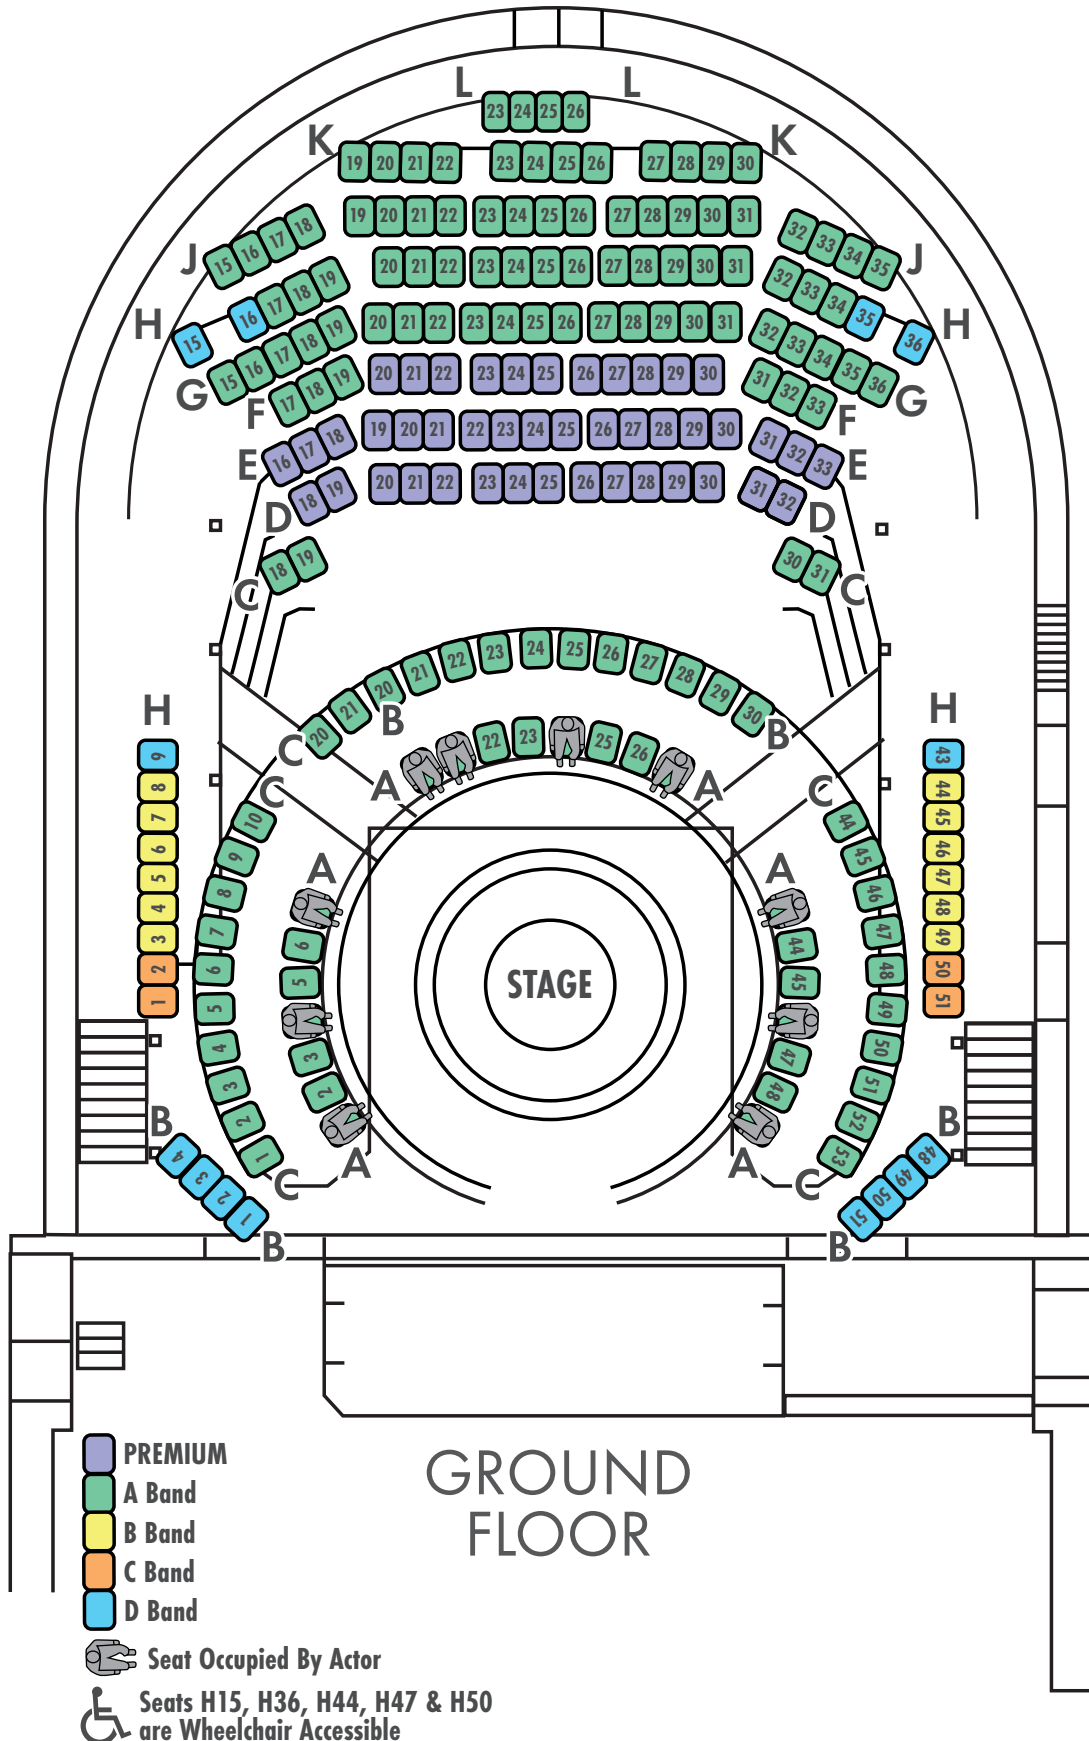 L L
23 24 25 26
K K
19 20 21 22 23 24 25 26 27 28 29 30
J J
15 16 17 18 19 20 21 22 23 24 25 26 27 28 29 30 31 32 33 34 35
H H
15 16 17 18 19 20 21 22 23 24 25 26 27 28 29 30 31 32 33 34 35 36
G G
15 16 17 18 19 20 21 22 23 24 25 26 27 28 29 30 31 32 33 34 35 36
F F
17 18 19 20 21 22 23 24 25 26 27 28 29 30 31 32 33
E E
16 17 18 19 20 21 22 23 24 25 26 27 28 29 30 31 32 33
D D
18 19 20 21 22 23 24 25 26 27 28 29 30 31 32
C C
18 19 30 31
C 20 21 20 21 22 23 24 25 26 27 28 29 30
B B
A 22 23 25 26 A
H H
9 8 7 6 5 4 3 2 1
43 44 45 46 47 48 49 50 51
C C
10 9 8 7 6 5 4 3 2 1
44 45 46 47 48 49 50 51 52 53
A A
6 5 3 2
44 45 47 48
A A
C C
STAGE
B B
4 3 2 1
48 49 50 51
B B
GROUND
FLOOR
PREMIUM
A Band
B Band
C Band
D Band
Seat Occupied By Actor
Seats H15, H36, H44, H47 & H50
are Wheelchair Accessible